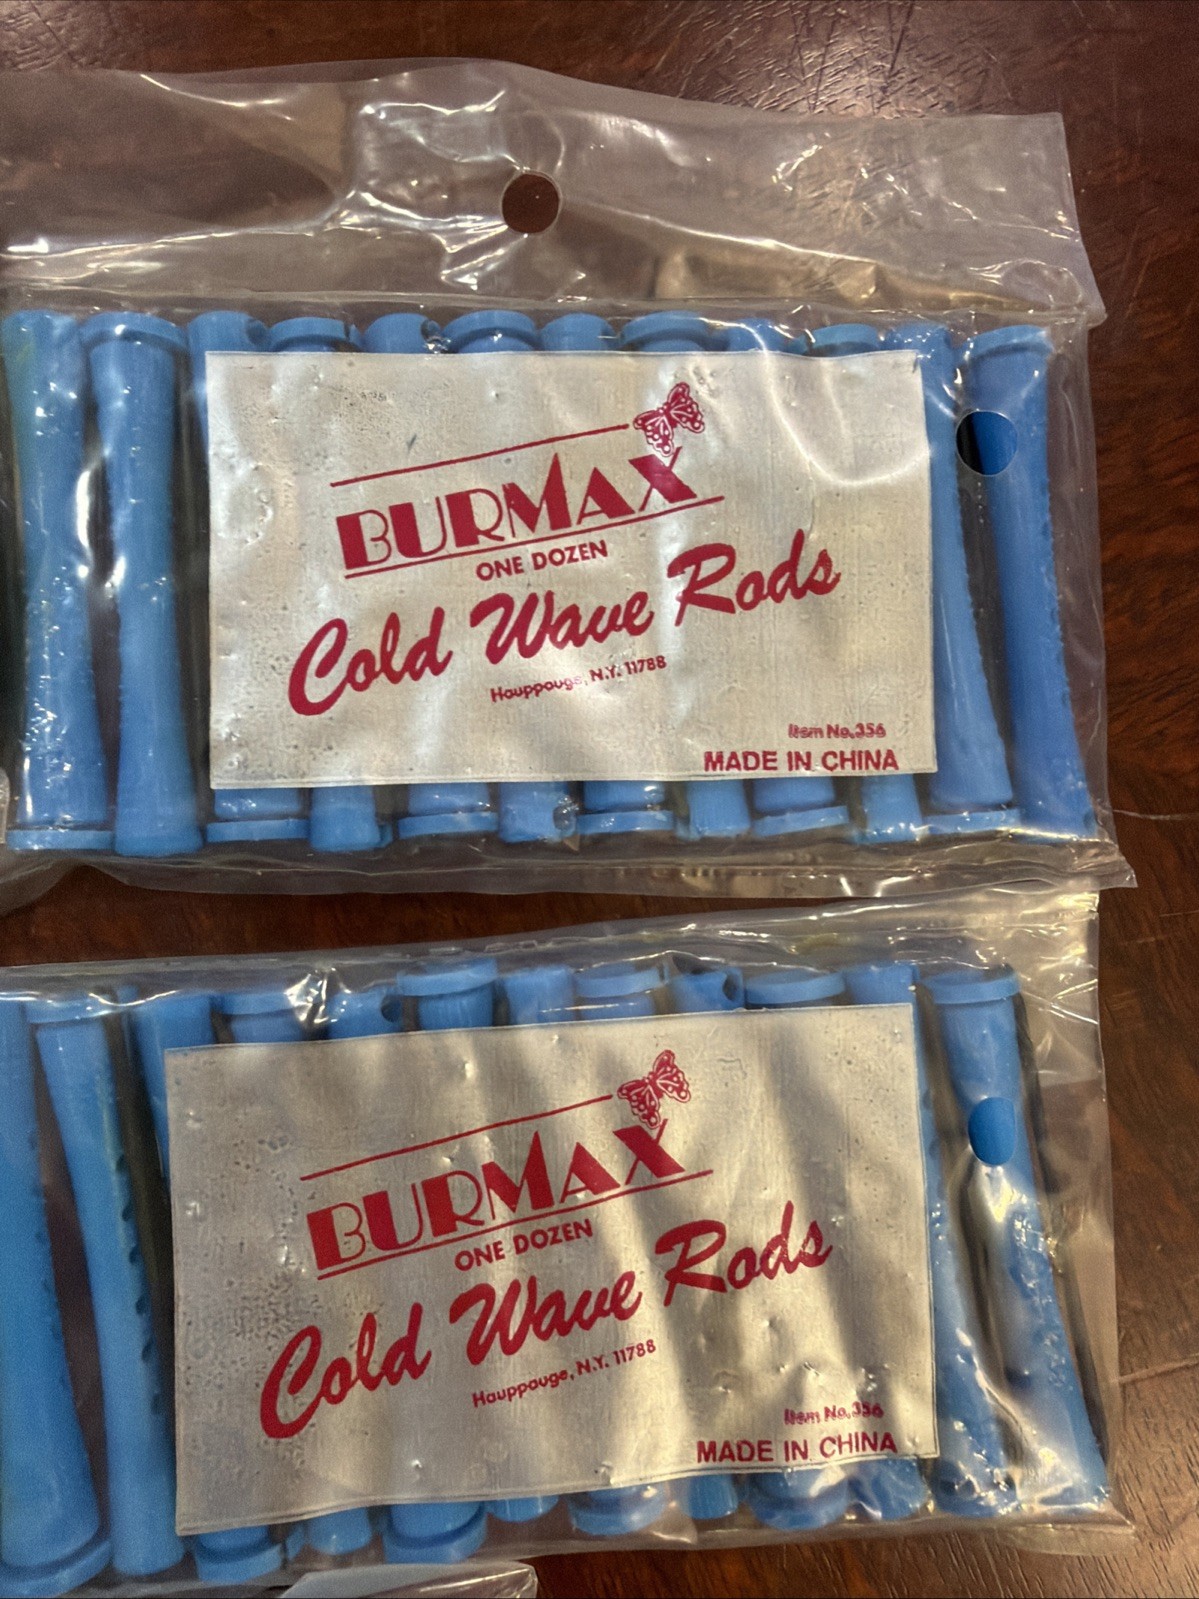 BURMAX
ONE DOZEN
Cold Wave Rods
Hauppauge, N.Y. 11788
Item No. 356
MADE IN CHINA
BURMAX
ONE DOZEN
Cold Wave Rods
Hauppauge, N.Y. 11788
Item No. 356
MADE IN CHINA